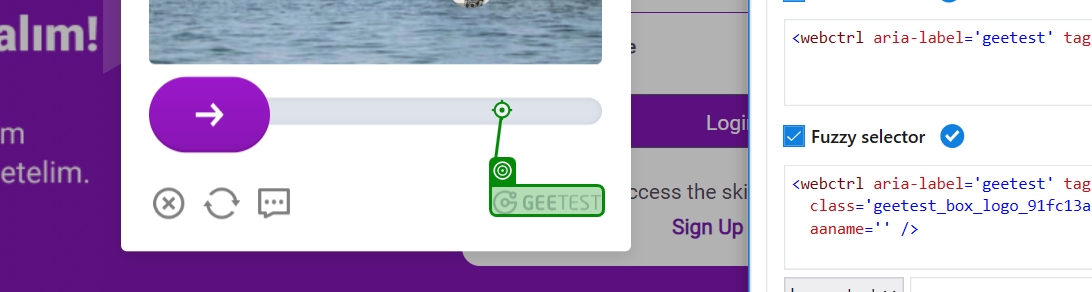 alım!
m
etelim.
e
Login
ccess the ski
Sign Up
GEETEST
<webctrl aria-label='geetest' tag
Fuzzy selector
<webctrl aria-label='geetest' tag
class='geetest_box_logo_91fc13a
aaname='' />